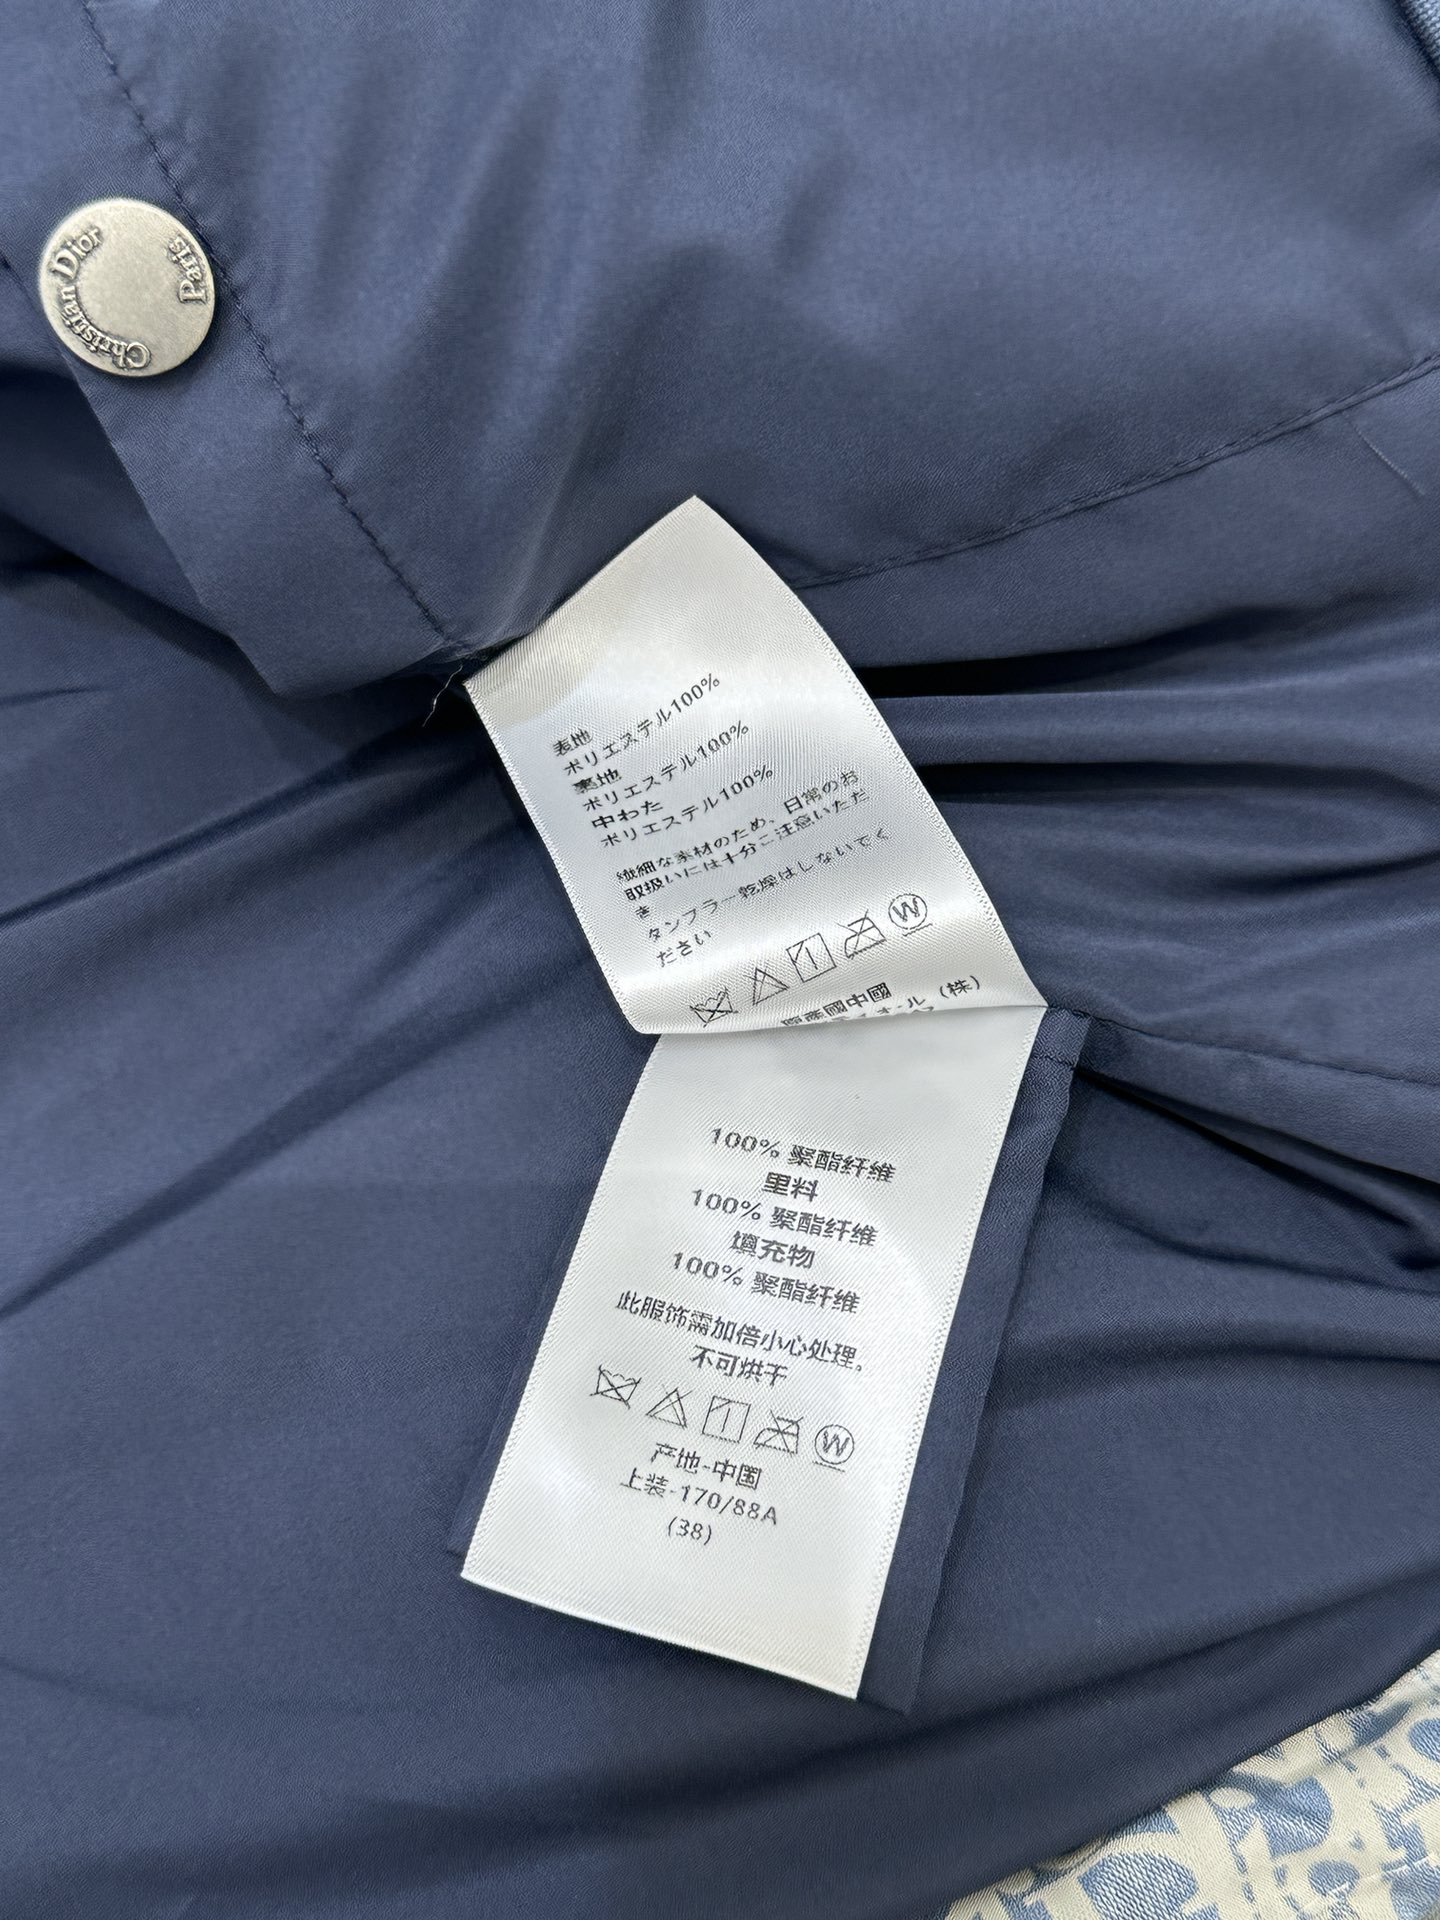 Christian Dior
Paris
表地
ポリエステル100%
裏地
ポリエステル100%
中わた
ポリエステル100%
繊細な素材のため、日常のお
取扱いには十分ご注意いただ
き
タンブラー乾燥はしないでく
ださい
W
中國
ール (株)
100% 聚酯纤维
里料
100% 聚酯纤维
填充物
100% 聚酯纤维
此服饰需加倍小心处理。
不可烘干
W
产地-中国
上装-170/88A
(38)